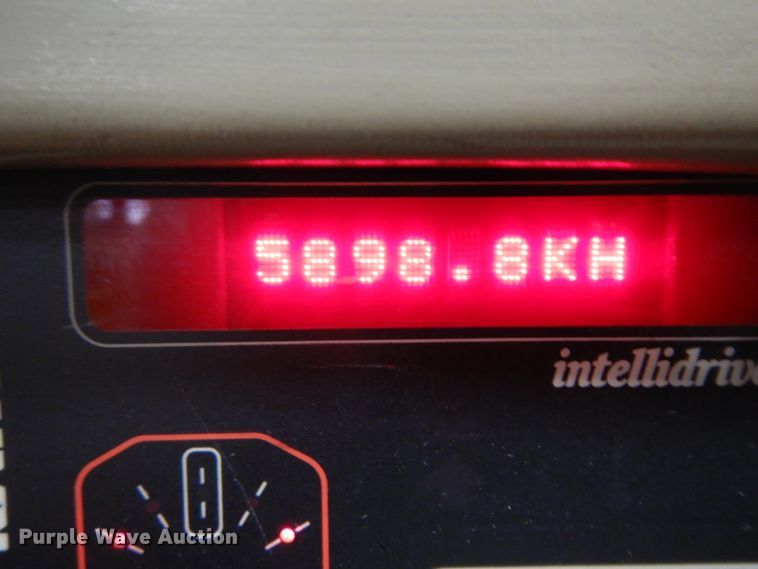 5898.8KH
intellidrive
Purple Wave Auction